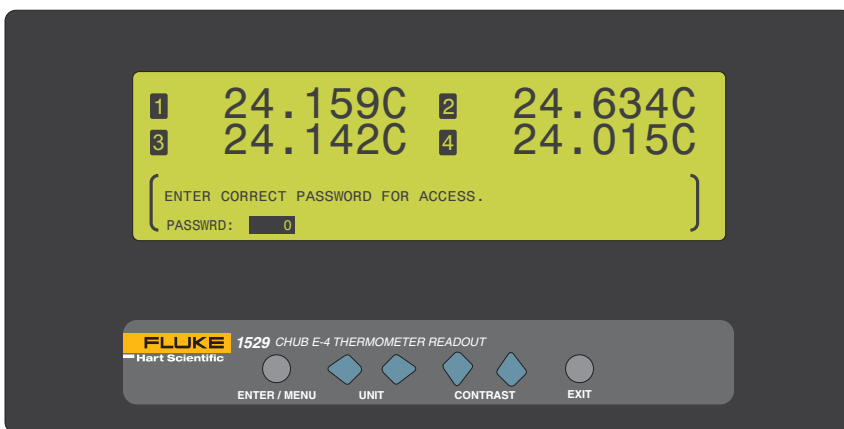 1 24.159C 2 24.634C
3 24.142C 4 24.015C
ENTER CORRECT PASSWORD FOR ACCESS.
PASSWRD: 0
FLUKE 1529 CHUB E-4 THERMOMETER READOUT
Hart Scientific
ENTER / MENU UNIT CONTRAST EXIT